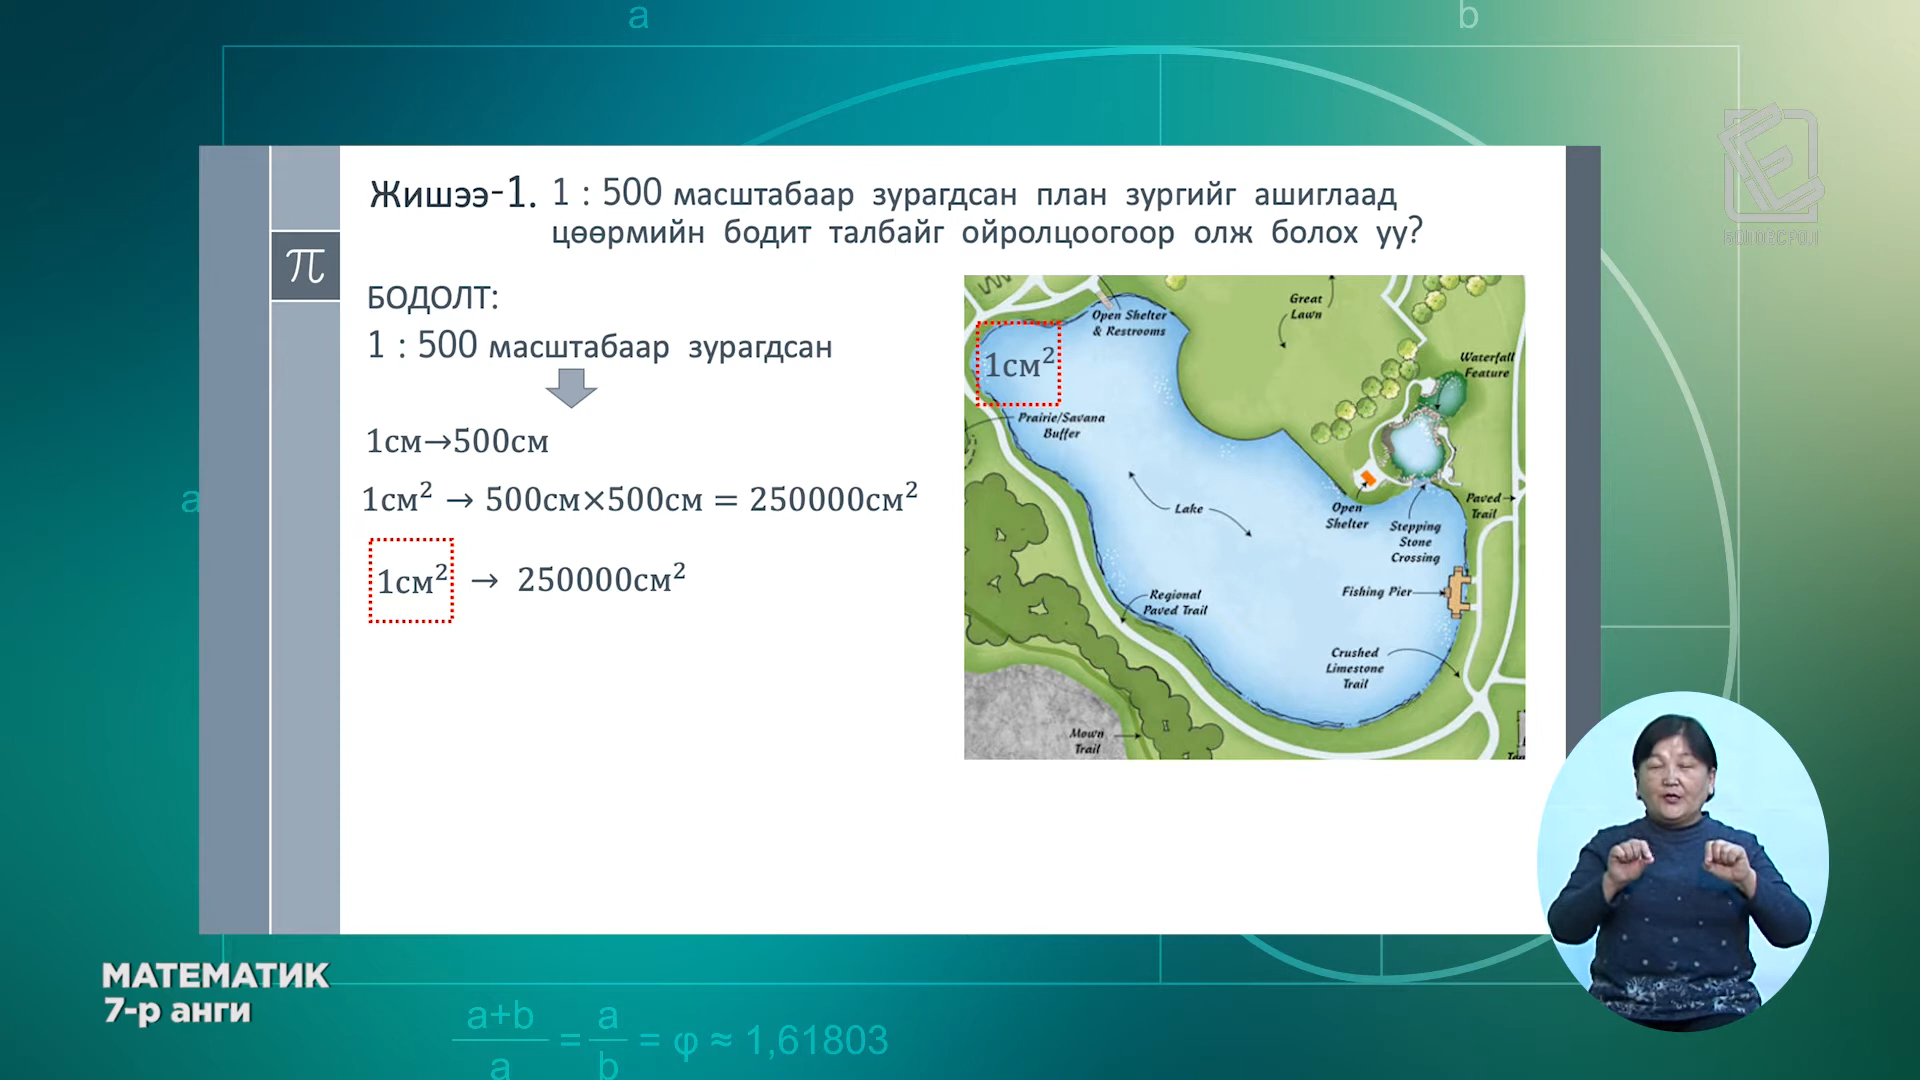 a
b
Жишээ-1. 1 : 500 масштабаар зурагдсан план зургийг ашиглаад
цөөрмийн бодит талбайг ойролцоогоор олж болох уу?
π
БОДОЛТ:
1 : 500 масштабаар зурагдсан
1см→500см
1см² → 500см×500см = 250000см²
1см² → 250000см²
1см²
Open Shelter
& Restrooms
Great
Lawn
Waterfall
Feature
Prairie/Savana
Buffer
Lake
Open
Shelter
Stepping
Stone
Crossing
Paved
Trail
Fishing Pier
Regional
Paved Trail
Crushed
Limestone
Trail
Mown
Trail
a
МАТЕМАТИК
7-р анги
a+b
a
=
a
b
= φ ≈ 1,61803